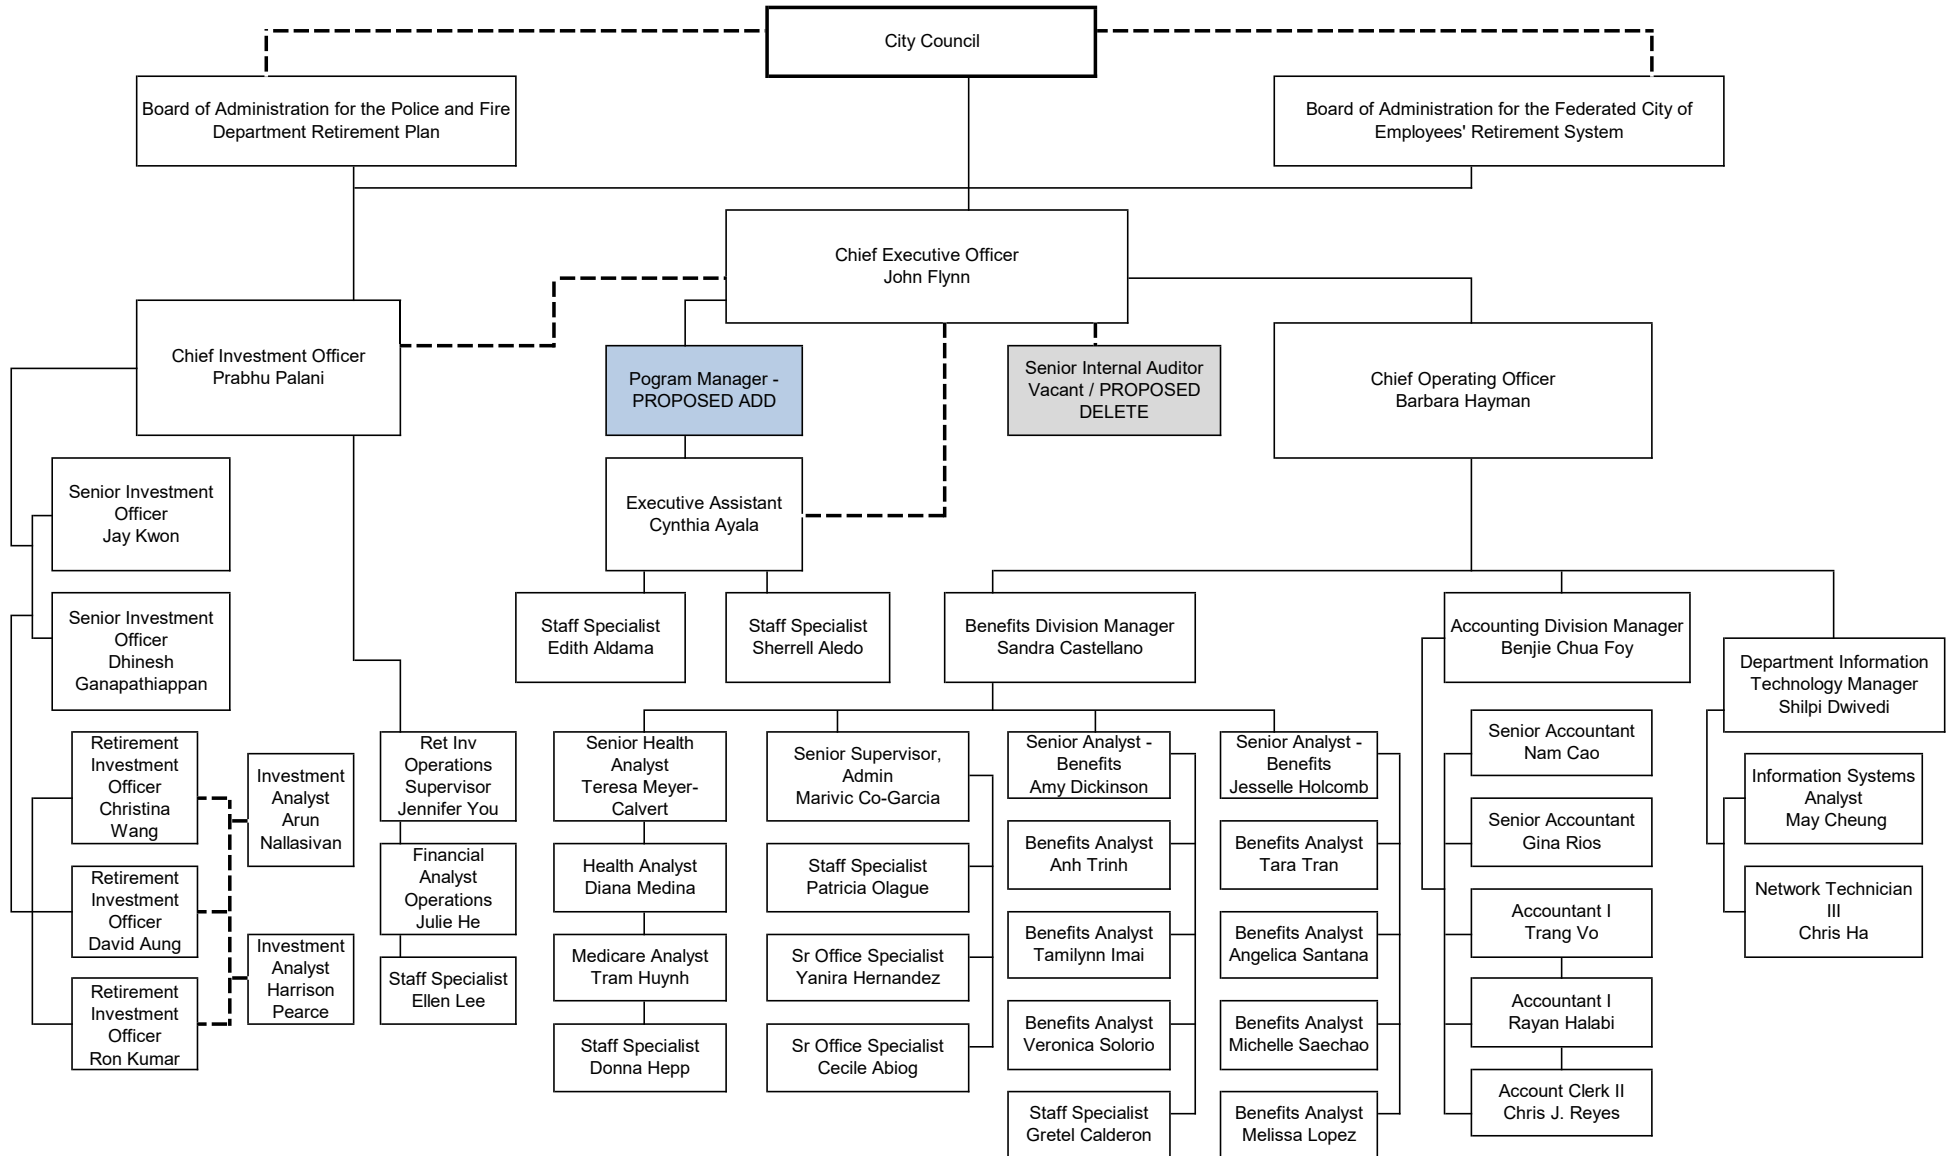 City Council
Board of Administration for the Police and Fire
Department Retirement Plan
Board of Administration for the Federated City of
Employees' Retirement System
Chief Executive Officer
John Flynn
Chief Investment Officer
Prabhu Palani
Pogram Manager -
PROPOSED ADD
Senior Internal Auditor
Vacant / PROPOSED
DELETE
Chief Operating Officer
Barbara Hayman
Senior Investment
Officer
Jay Kwon
Executive Assistant
Cynthia Ayala
Senior Investment
Officer
Dhinesh
Ganapathiappan
Staff Specialist
Edith Aldama
Staff Specialist
Sherrell Aledo
Benefits Division Manager
Sandra Castellano
Accounting Division Manager
Benjie Chua Foy
Department Information
Technology Manager
Shilpi Dwivedi
Retirement
Investment
Officer
Christina
Wang
Investment
Analyst
Arun
Nallasivan
Retirement
Investment
Officer
David Aung
Investment
Analyst
Harrison
Pearce
Retirement
Investment
Officer
Ron Kumar
Ret Inv
Operations
Supervisor
Jennifer You
Financial
Analyst
Operations
Julie He
Staff Specialist
Ellen Lee
Senior Health
Analyst
Teresa Meyer-
Calvert
Health Analyst
Diana Medina
Medicare Analyst
Tram Huynh
Staff Specialist
Donna Hepp
Senior Supervisor,
Admin
Marivic Co-Garcia
Staff Specialist
Patricia Olague
Sr Office Specialist
Yanira Hernandez
Sr Office Specialist
Cecile Abiog
Senior Analyst -
Benefits
Amy Dickinson
Benefits Analyst
Anh Trinh
Benefits Analyst
Tamilynn Imai
Benefits Analyst
Veronica Solorio
Staff Specialist
Gretel Calderon
Senior Analyst -
Benefits
Jesselle Holcomb
Benefits Analyst
Tara Tran
Benefits Analyst
Angelica Santana
Benefits Analyst
Michelle Saechao
Benefits Analyst
Melissa Lopez
Senior Accountant
Nam Cao
Senior Accountant
Gina Rios
Accountant I
Trang Vo
Accountant I
Rayan Halabi
Account Clerk II
Chris J. Reyes
Information Systems
Analyst
May Cheung
Network Technician
III
Chris Ha